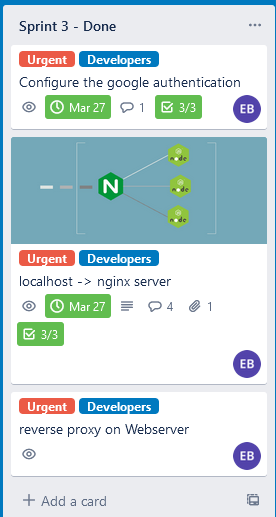 Sprint 3 - Done
Urgent Developers
Configure the google authentication
Mar 27 1 3/3
EB
N node
node
node
Urgent Developers
localhost -> nginx server
Mar 27 4 1
3/3
EB
Urgent Developers
reverse proxy on Webserver
EB
+ Add a card